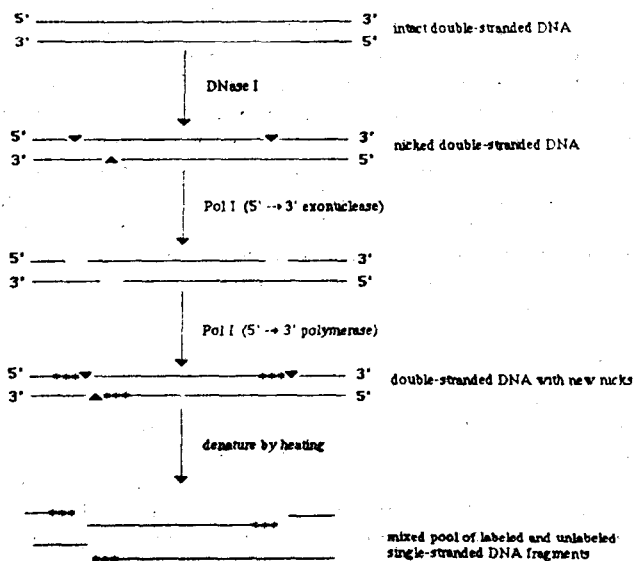 5' 3'
3' 5'
intact double-stranded DNA
DNase I
5' 3'
3' 5'
nicked double-stranded DNA
Pol I (5' → 3' exonuclease)
5' 3'
3' 5'
Pol I (5' → 3' polymerase)
5' 3'
3' 5'
double-stranded DNA with new nicks
denature by heating
mixed pool of labeled and unlabeled
single-stranded DNA fragments